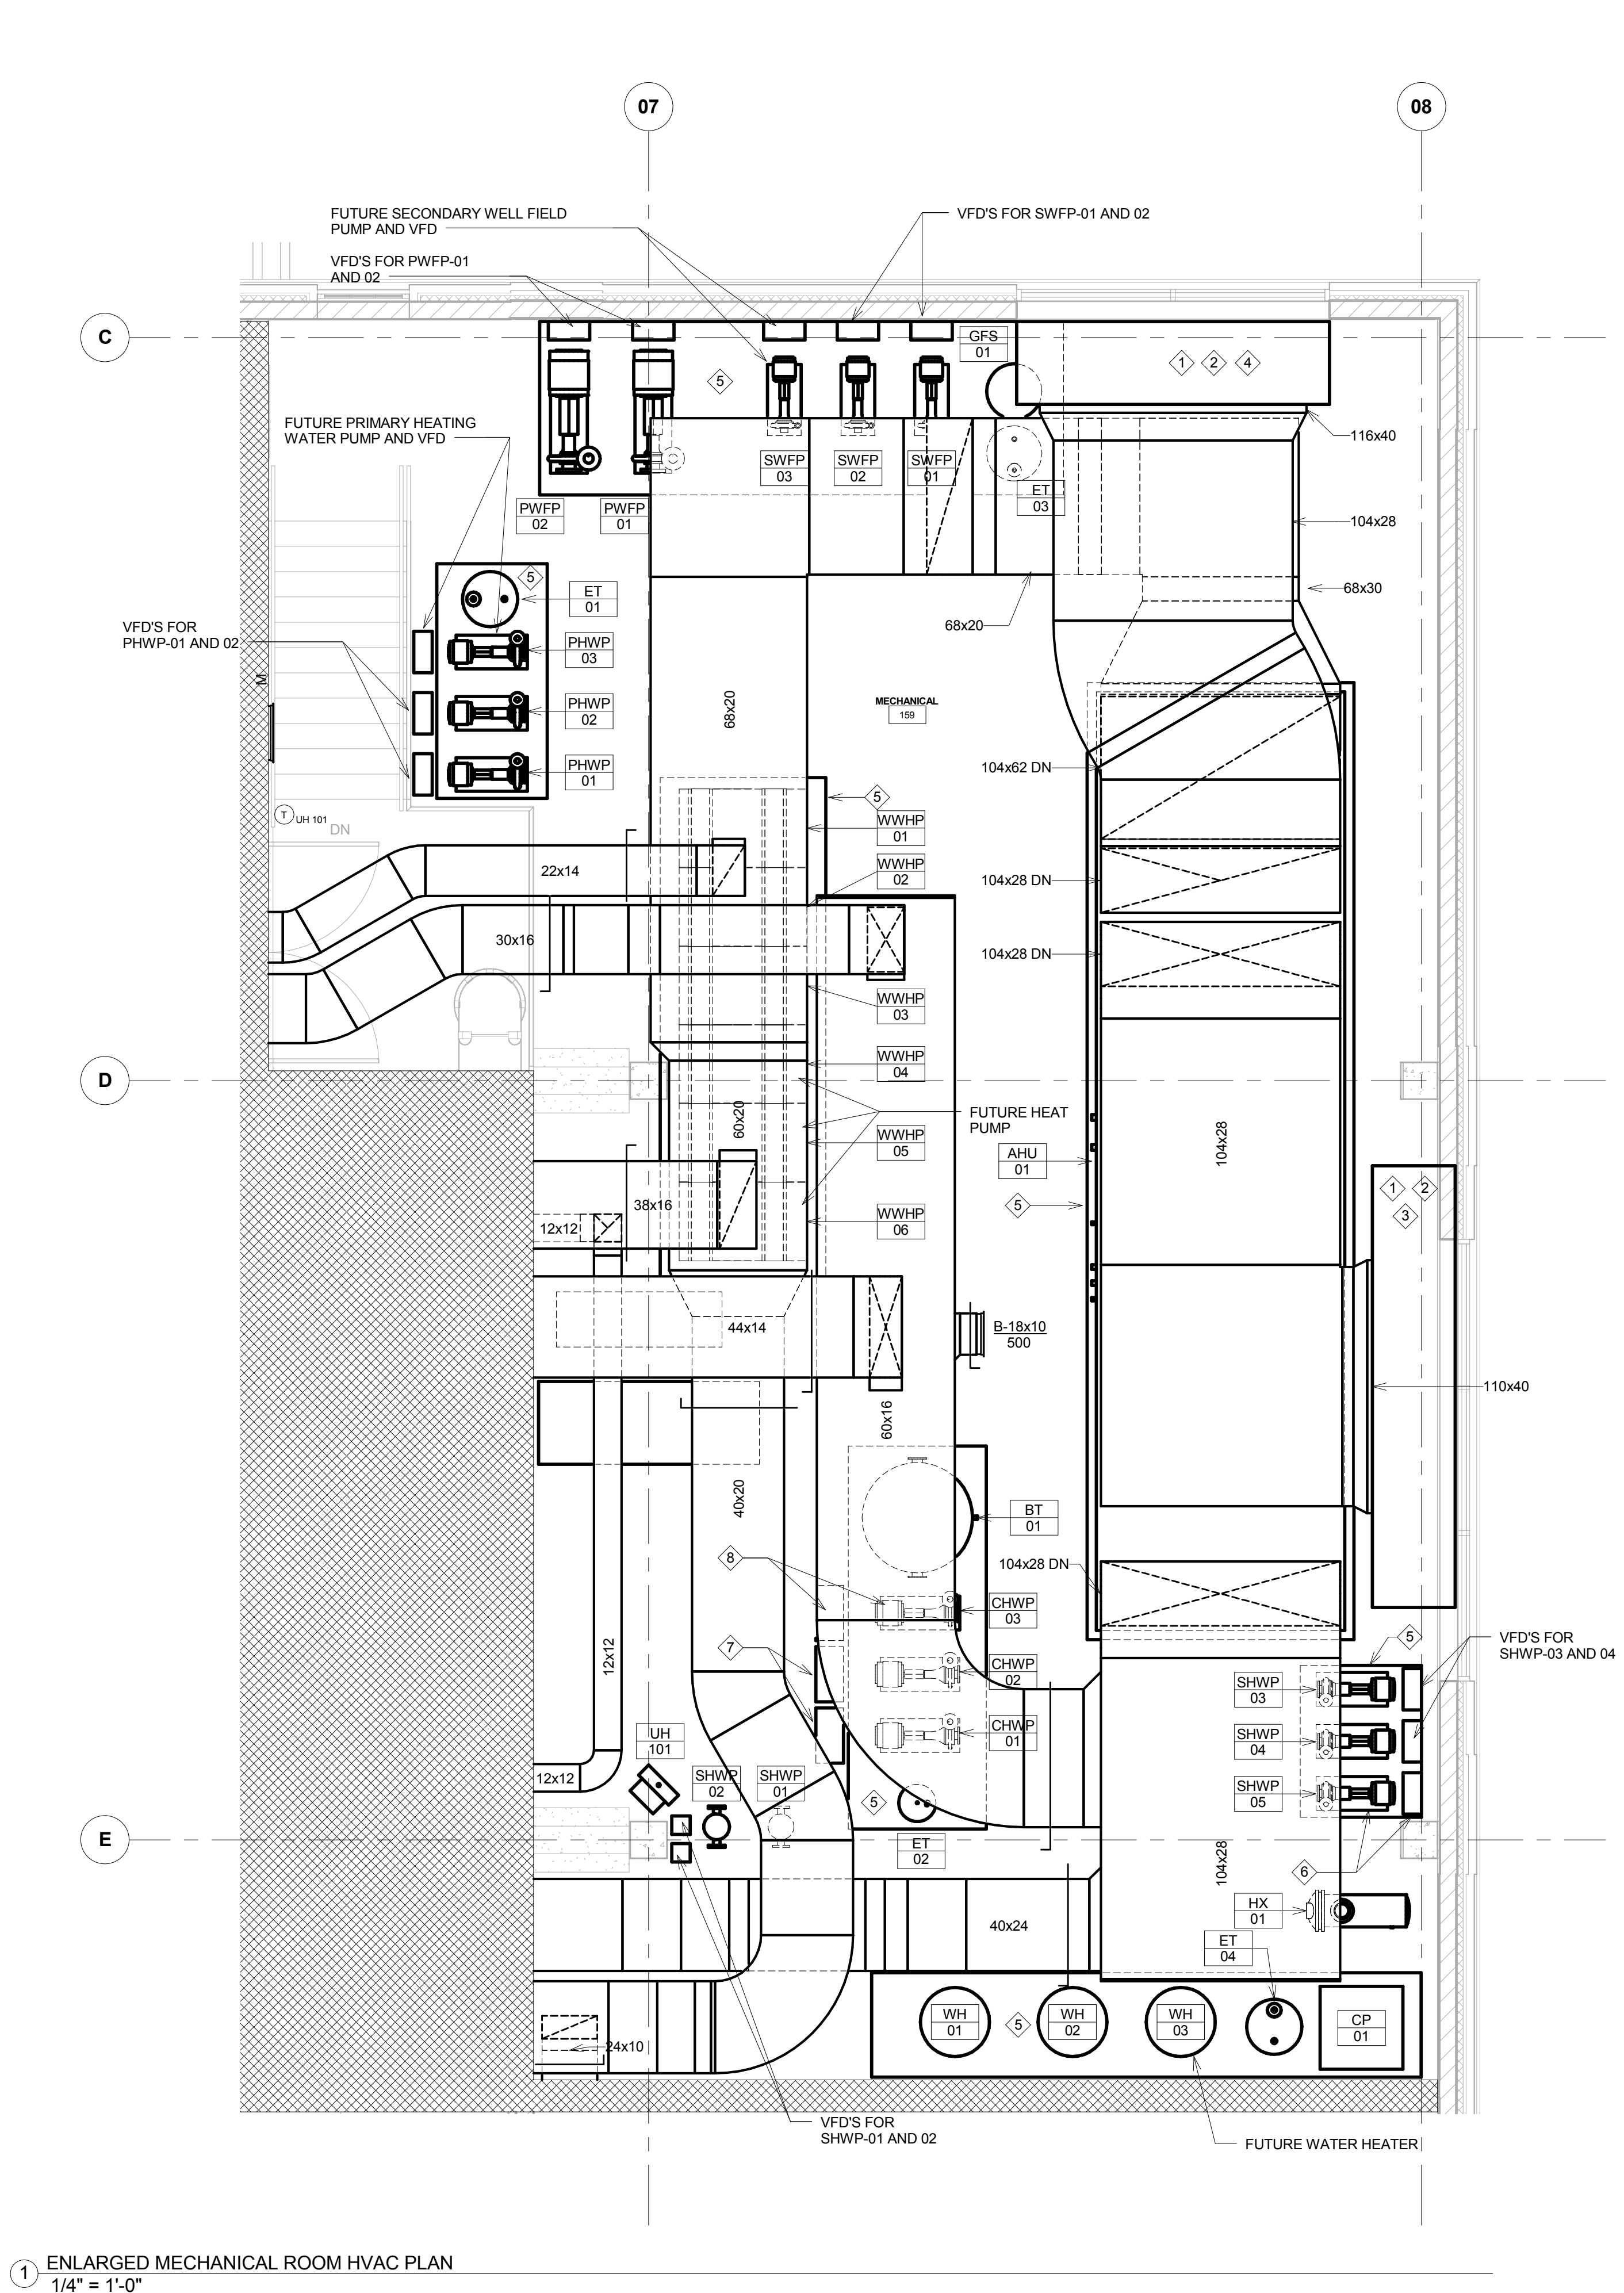 07
08
FUTURE SECONDARY WELL FIELD
PUMP AND VFD
VFD'S FOR SWFP-01 AND 02
VFD'S FOR PWFP-01
AND 02
C
GFS
01
1
2
4
5
FUTURE PRIMARY HEATING
WATER PUMP AND VFD
116x40
SWFP
03
SWFP
02
SWFP
01
ET
03
PWFP
02
PWFP
01
104x28
5
ET
01
68x30
VFD'S FOR
PHWP-01 AND 02
68x20
PHWP
03
M
68x20
MECHANICAL
159
PHWP
02
PHWP
01
104x62 DN
5
T
UH 101
DN
WWHP
01
22x14
WWHP
02
104x28 DN
30x16
104x28 DN
WWHP
03
D
WWHP
04
60x20
FUTURE HEAT
PUMP
WWHP
05
104x28
AHU
01
1
2
3
38x16
5
12x12
WWHP
06
44x14
B-18x10
500
110x40
60x16
40x20
BT
01
8
104x28 DN
CHWP
03
12x12
7
5
VFD'S FOR
SHWP-03 AND 04
CHWP
02
SHWP
03
UH
101
CHWP
01
SHWP
04
12x12
SHWP
02
SHWP
01
SHWP
05
5
E
ET
02
104x28
6
HX
01
40x24
ET
04
WH
01
5
WH
02
WH
03
CP
01
24x10
VFD'S FOR
SHWP-01 AND 02
FUTURE WATER HEATER
1
ENLARGED MECHANICAL ROOM HVAC PLAN
1/4" = 1'-0"